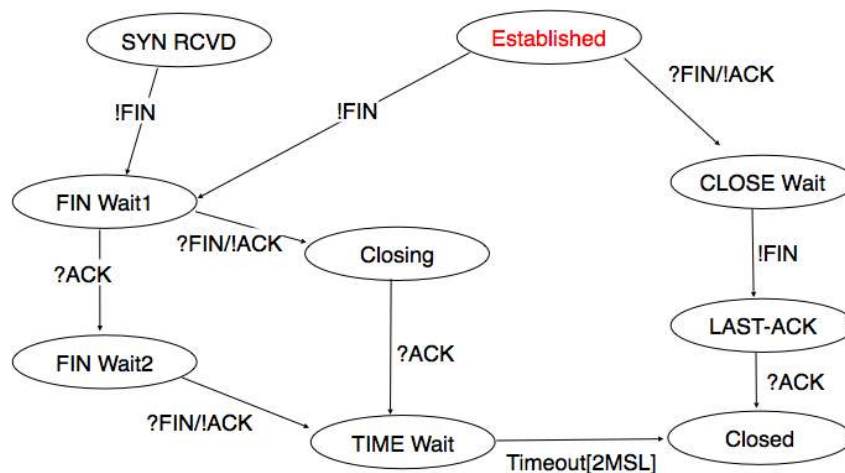 SYN RCVD
Established
?FIN/!ACK
!FIN
!FIN
CLOSE Wait
FIN Wait1
?FIN/!ACK
Closing
!FIN
?ACK
LAST-ACK
FIN Wait2
?ACK
?ACK
?FIN/!ACK
TIME Wait
Closed
Timeout[2MSL]